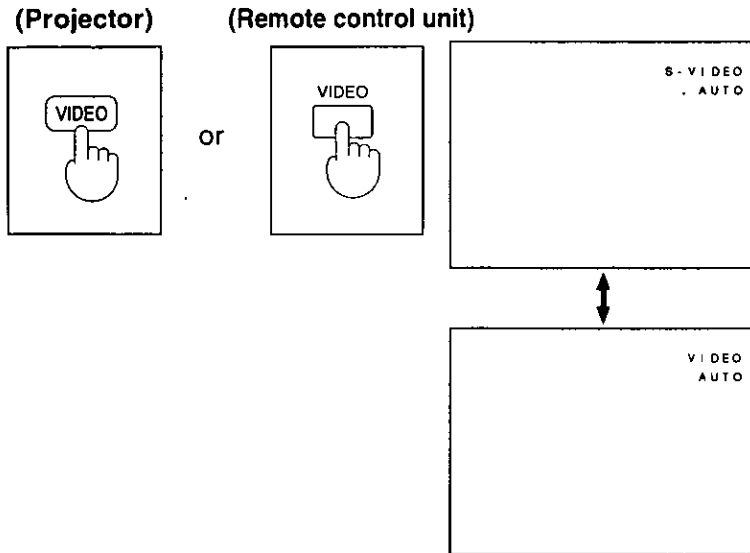 (Projector)
(Remote control unit)
VIDEO
or
VIDEO
S-VIDEO
. AUTO
VIDEO
AUTO